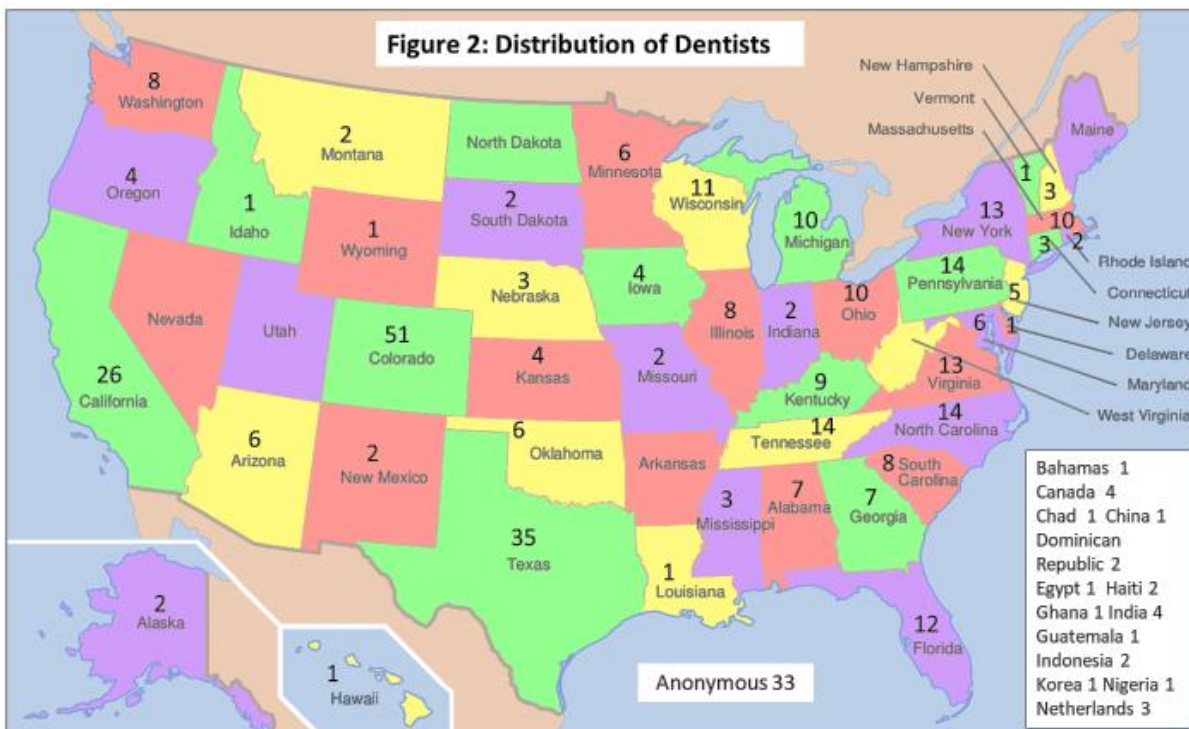 Figure 2: Distribution of Dentists
8
Washington
4
Oregon
1
Idaho
2
Montana
1
Wyoming
North Dakota
2
South Dakota
6
Minnesota
11
Wisconsin
10
Michigan
New Hampshire
Vermont
Massachusetts
Maine
1
3
13
New York
10
3
2
Rhode Island
Connecticut
New Jersey
Delaware
Maryland
West Virginia
14
Pennsylvania
5
6
1
26
California
Nevada
Utah
51
Colorado
3
Nebraska
4
Iowa
4
Kansas
2
Missouri
8
Illinois
2
Indiana
10
Ohio
9
Kentucky
13
Virginia
14
North Carolina
14
Tennessee
8 South
Carolina
6
Arizona
2
New Mexico
6
Oklahoma
Arkansas
35
Texas
1
Louisiana
3
Mississippi
7
Alabama
7
Georgia
12
Florida
2
Alaska
1
Hawaii
Anonymous 33
Bahamas 1
Canada 4
Chad 1 China 1
Dominican
Republic 2
Egypt 1 Haiti 2
Ghana 1 India 4
Guatemala 1
Indonesia 2
Korea 1 Nigeria 1
Netherlands 3